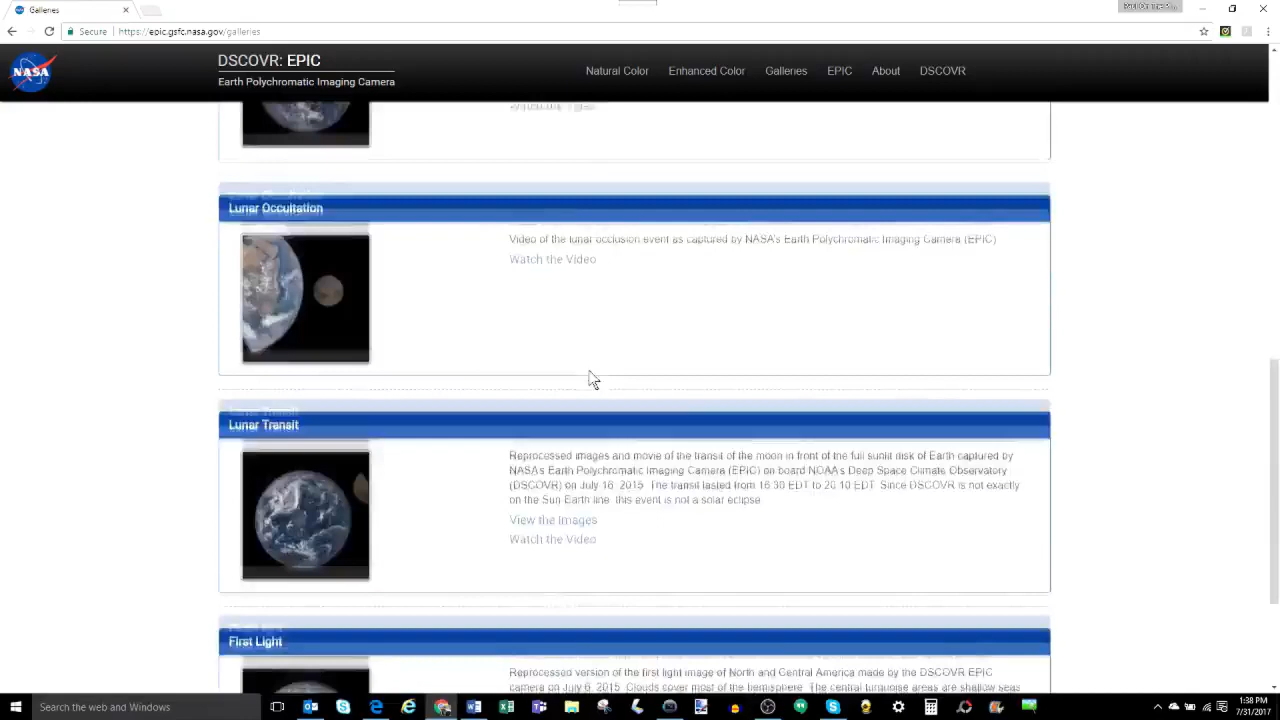 Galleries
Secure
https://epic.gsfc.nasa.gov/galleries
NASA
DSCOVR: EPIC
Earth Polychromatic Imaging Camera
Natural Color
Enhanced Color
Galleries
EPIC
About
DSCOVR
Lunar Occultation
Video of the lunar occlusion event as captured by NASA's Earth Polychromatic Imaging Camera (EPIC)
Watch the Video
Lunar Transit
Reprocessed images and movie of the transit of the moon in front of the full sunlit disk of Earth captured by
NASA's Earth Polychromatic Imaging Camera (EPIC) on board NOAA's Deep Space Climate Observatory
(DSCOVR) on July 16, 2015. The transit lasted from 16:30 EDT to 20:10 EDT. Since DSCOVR is not exactly
on the Sun-Earth line, this event is not a solar eclipse.
View the Images
Watch the Video
First Light
Reprocessed version of the first light image of North and Central America made by the DSCOVR EPIC
camera on July 6, 2015. Clouds cover most of the hemisphere. The central turquoise areas are shallow seas
Search the web and Windows
1:38 PM
7/31/2017